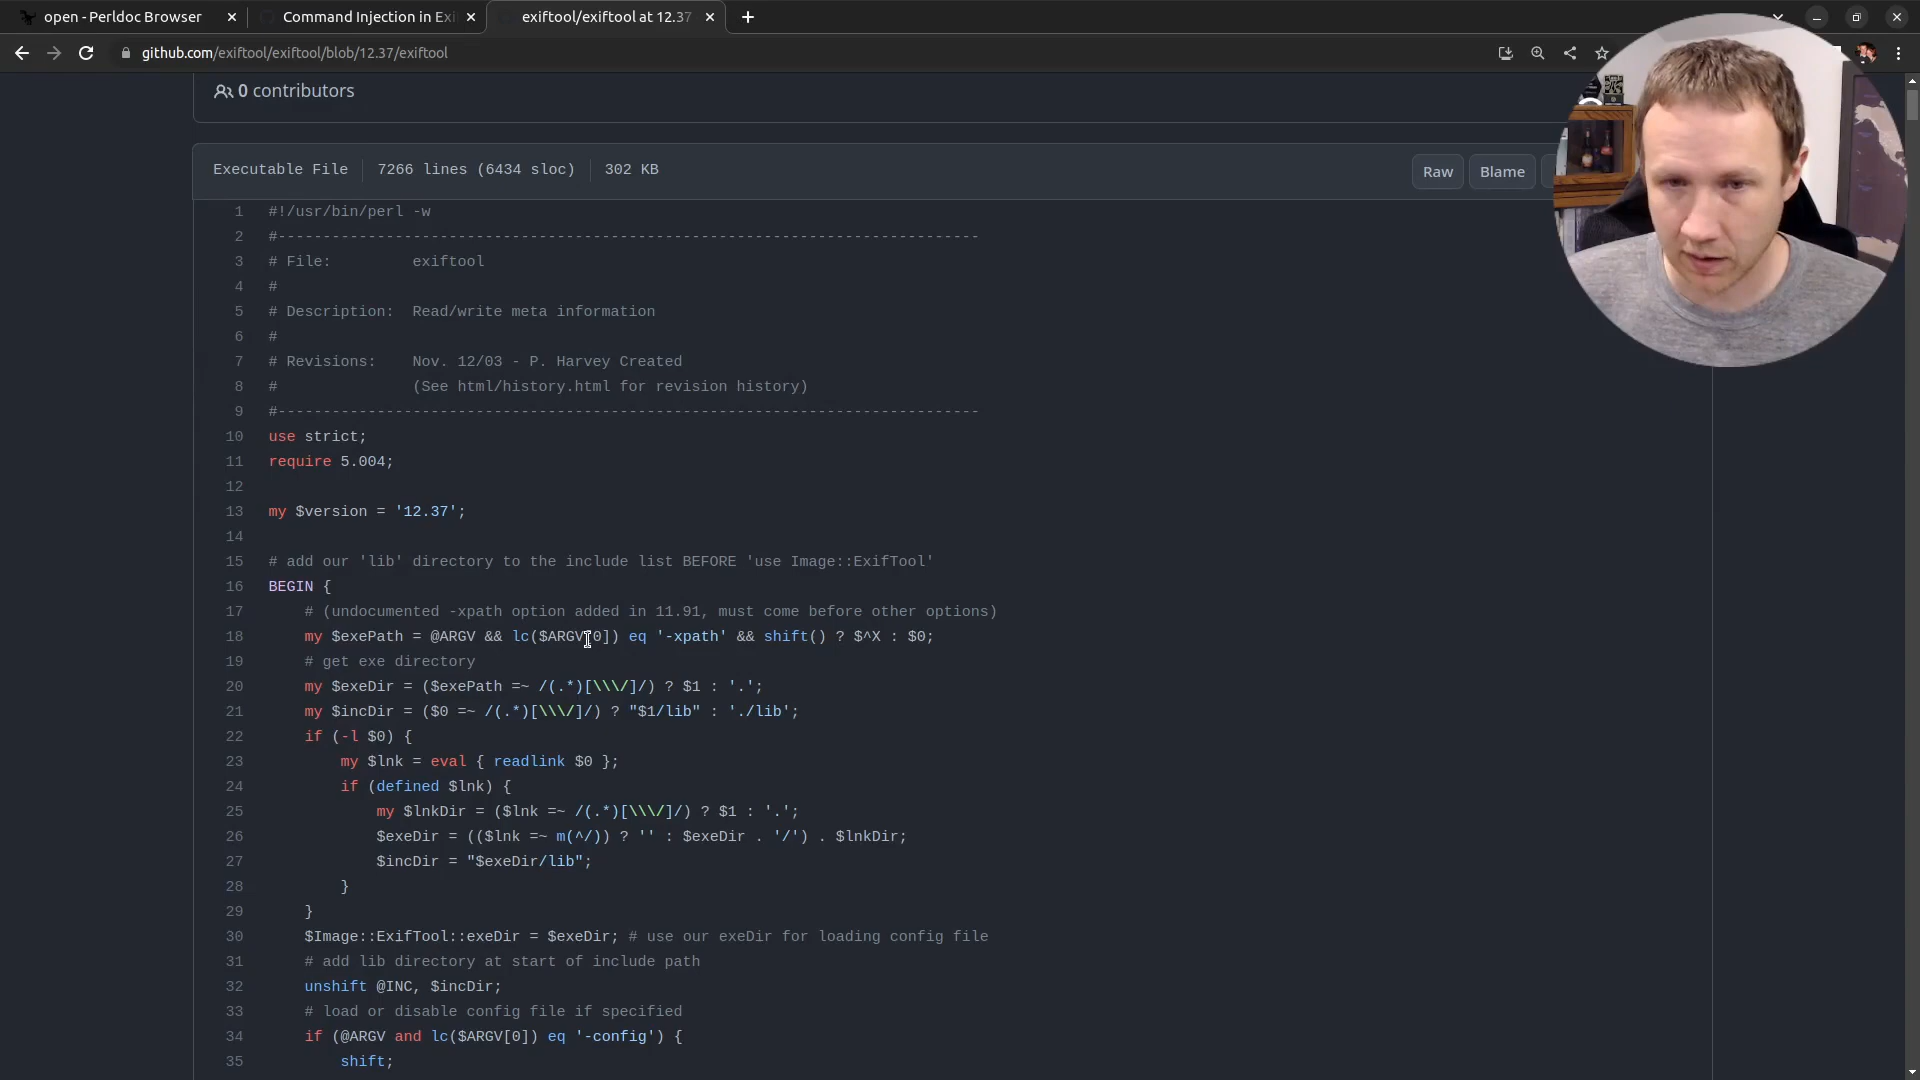 open - Perldoc Browser
Command Injection in Exi
exiftool/exiftool at 12.37
github.com/exiftool/exiftool/blob/12.37/exiftool
0 contributors
Executable File 7266 lines (6434 sloc) 302 KB
Raw Blame
1 #!/usr/bin/perl -w
2 #------------------------------------------------------------------------------
3 # File:         exiftool
4 #
5 # Description:  Read/write meta information
6 #
7 # Revisions:    Nov. 12/03 - P. Harvey Created
8 #               (See html/history.html for revision history)
9 #------------------------------------------------------------------------------
10 use strict;
11 require 5.004;
12
13 my $version = '12.37';
14
15 # add our 'lib' directory to the include list BEFORE 'use Image::ExifTool'
16 BEGIN {
17     # (undocumented -xpath option added in 11.91, must come before other options)
18     my $exePath = @ARGV && lc($ARGV[0]) eq '-xpath' && shift() ? $^X : $0;
19     # get exe directory
20     my $exeDir = ($exePath =~ /(.*)[\\\/]/) ? $1 : '.';
21     my $incDir = ($0 =~ /(.*)[\\\/]/) ? "$1/lib" : './lib';
22     if (-l $0) {
23         my $lnk = eval { readlink $0 };
24         if (defined $lnk) {
25             my $lnkDir = ($lnk =~ /(.*)[\\\/]/) ? $1 : '.';
26             $exeDir = (($lnk =~ m(^/)) ? '' : $exeDir . '/') . $lnkDir;
27             $incDir = "$exeDir/lib";
28         }
29     }
30     $Image::ExifTool::exeDir = $exeDir; # use our exeDir for loading config file
31     # add lib directory at start of include path
32     unshift @INC, $incDir;
33     # load or disable config file if specified
34     if (@ARGV and lc($ARGV[0]) eq '-config') {
35         shift;